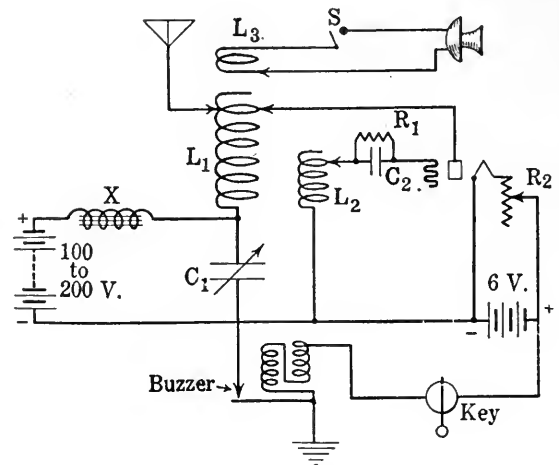 S
L3
R1
L1
C2
R2
L2
X
+
100
to
200 V.
C1
6 V.
-
-
+
Buzzer
Key